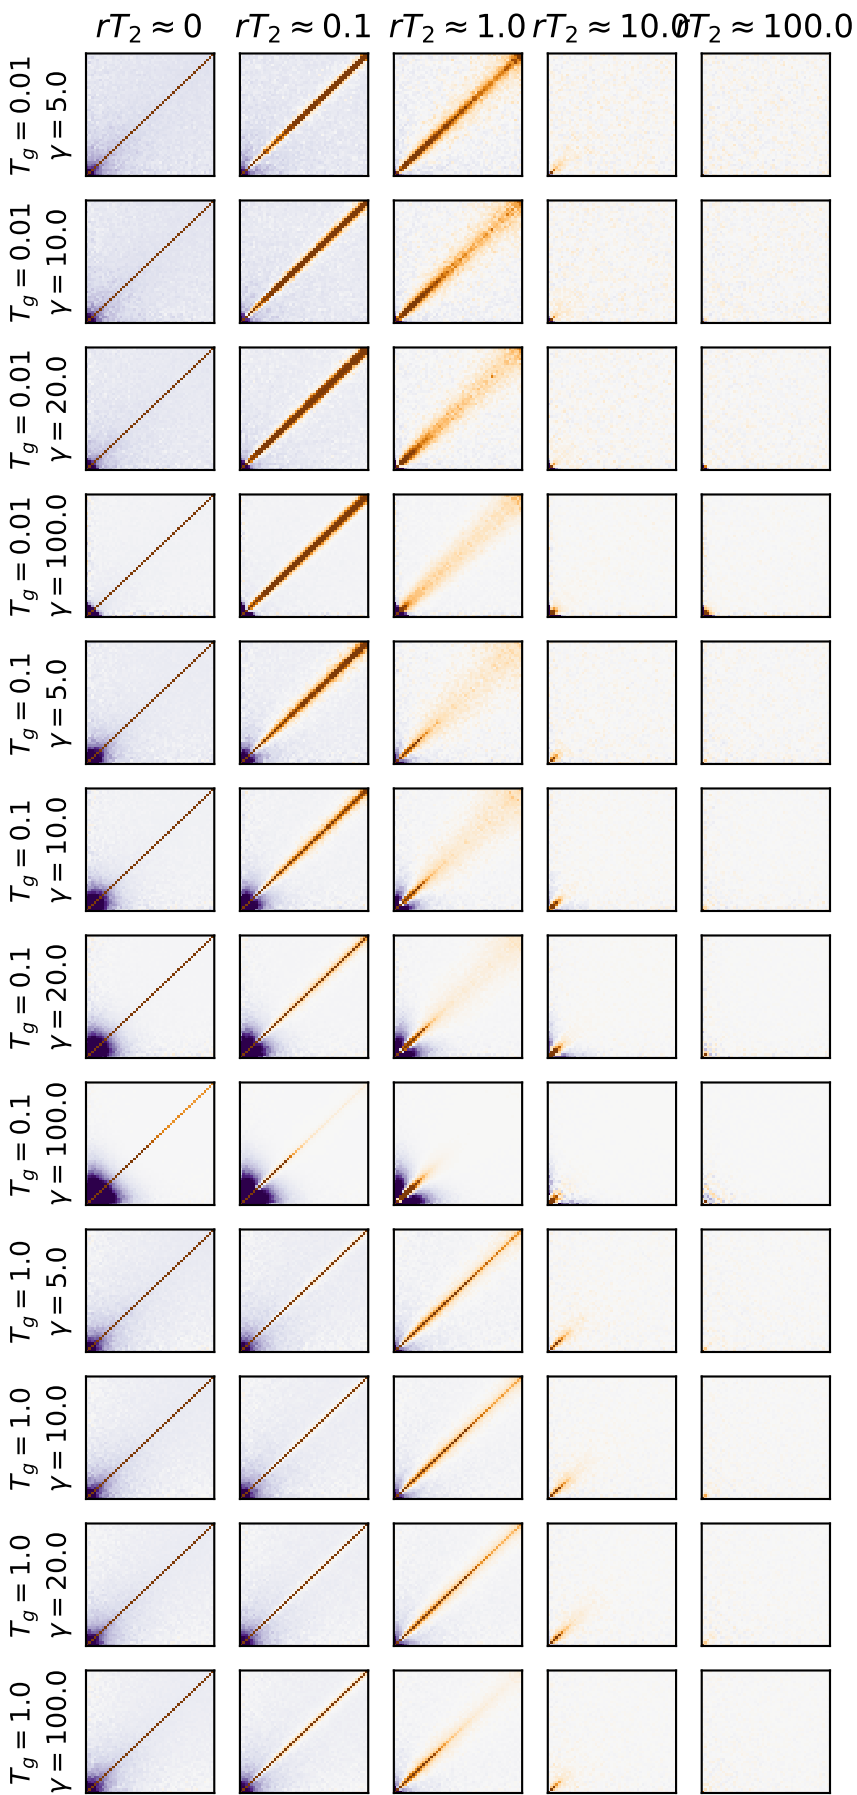 rT₂ ≈ 0 rT₂ ≈ 0.1 rT₂ ≈ 1.0 rT₂ ≈ 10.0 rT₂ ≈ 100.0
T_g = 0.01
γ = 5.0
T_g = 0.01
γ = 10.0
T_g = 0.01
γ = 20.0
T_g = 0.01
γ = 100.0
T_g = 0.1
γ = 5.0
T_g = 0.1
γ = 10.0
T_g = 0.1
γ = 20.0
T_g = 0.1
γ = 100.0
T_g = 1.0
γ = 5.0
T_g = 1.0
γ = 10.0
T_g = 1.0
γ = 20.0
T_g = 1.0
γ = 100.0